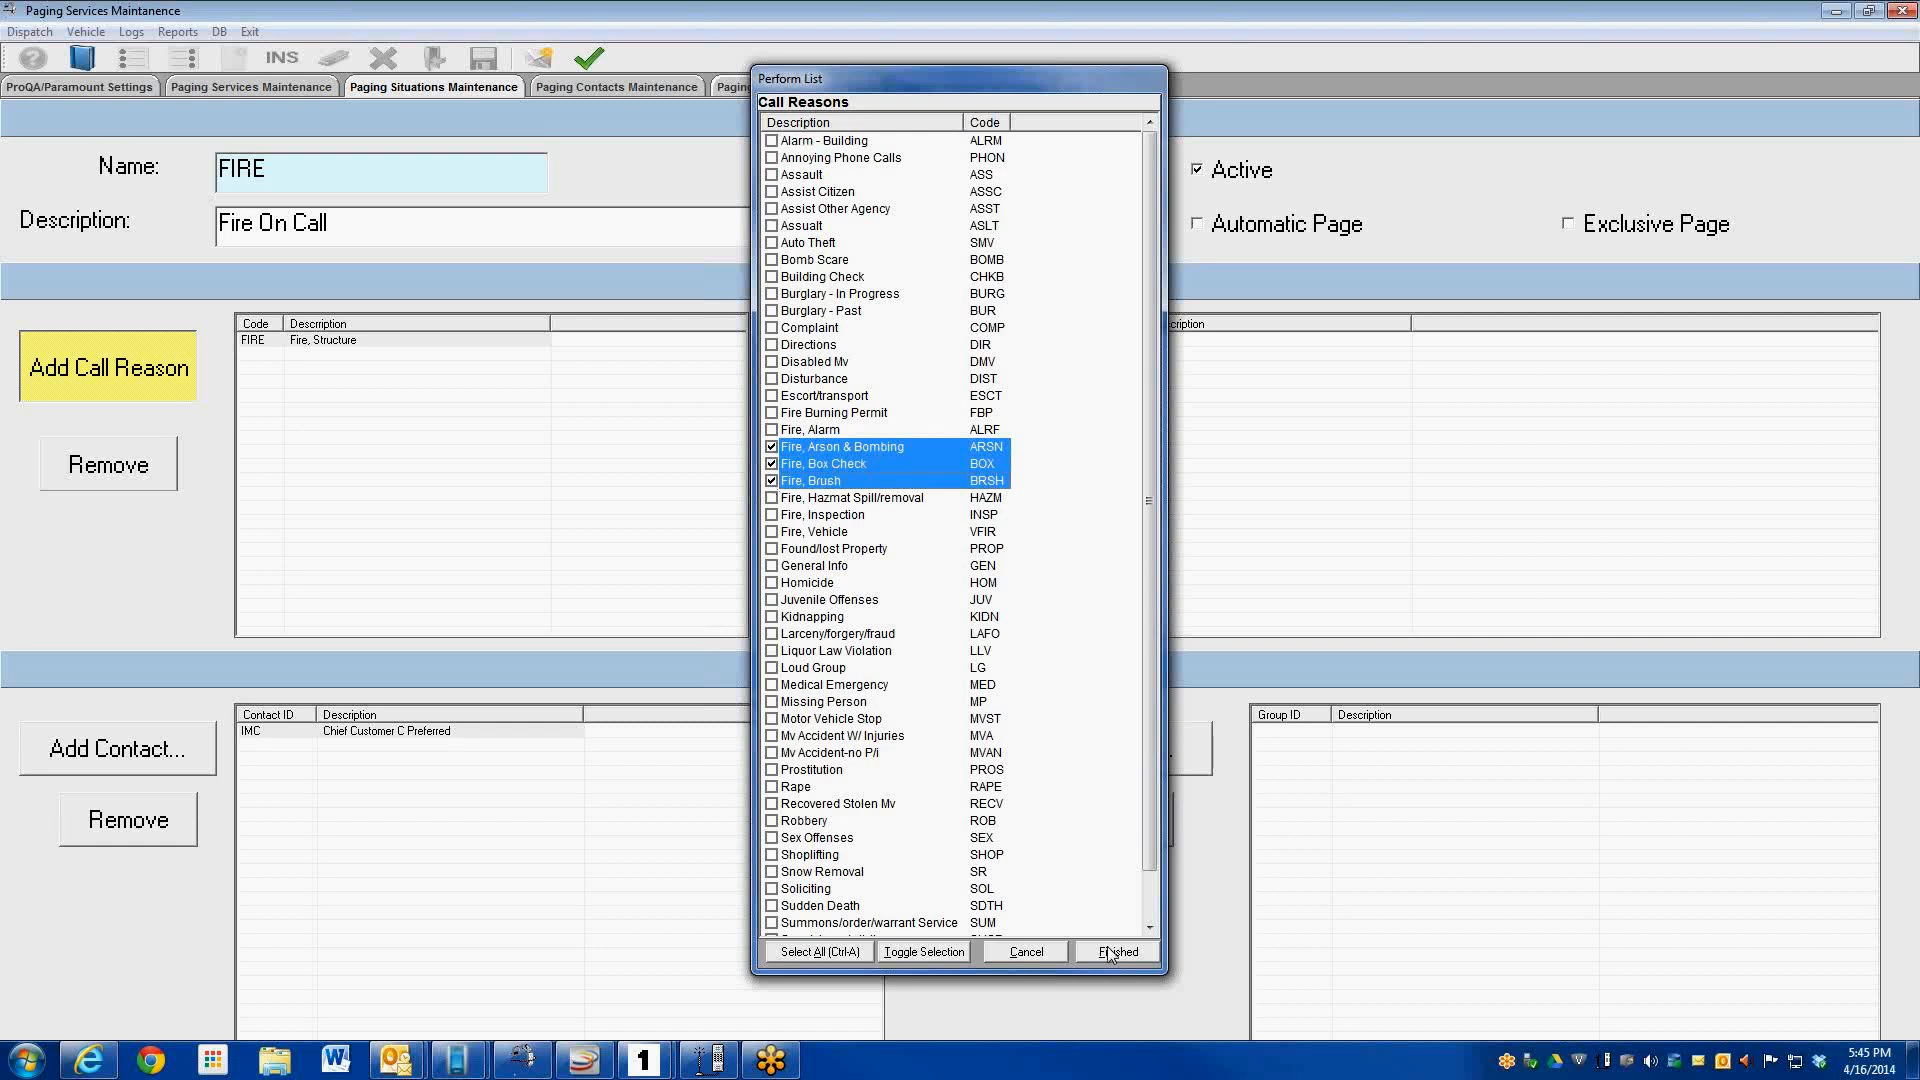 Paging Services Maintanence
Dispatch Vehicle Logs Reports DB Exit
INS
ProQA/Paramount Settings Paging Services Maintenance Paging Situations Maintenance Paging Contacts Maintenance
Name: FIRE
Description: Fire On Call
Active
Automatic Page
Exclusive Page
Add Call Reason
Remove
Code Descrription
FIRE Fire, Structure
Add Contact...
Remove
Contact ID Description
IMC Chief Customer C Preferred
Group ID Description
Perform List
Call Reasons
Description Code
Alarm - Building ALRM
Annoying Phone Calls PHON
Assault ASS
Assist Citizen ASSC
Assist Other Agency ASST
Assualt ASLT
Auto Theft SMV
Bomb Scare BOMB
Building Check CHKB
Burglary - In Progress BURG
Burglary - Past BUR
Complaint COMP
Directions DIR
Disabled Mv DMV
Disturbance DIST
Escort/transport ESCT
Fire Burning Permit FBP
Fire, Alarm ALRF
Fire, Arson & Bombing ARSN
Fire, Box Check BOX
Fire, Brush BRSH
Fire, Hazmat Spill/removal HAZM
Fire, Inspection INSP
Fire, Vehicle VFIR
Found/lost Property PROP
General Info GEN
Homicide HOM
Juvenile Offenses JUV
Kidnapping KIDN
Larceny/forgery/fraud LAFO
Liquor Law Violation LLV
Loud Group LG
Medical Emergency MED
Missing Person MP
Motor Vehicle Stop MVST
Mv Accident W/ Injuries MVA
Mv Accident-no P/i MVAN
Prostitution PROS
Rape RAPE
Recovered Stolen Mv RECV
Robbery ROB
Sex Offenses SEX
Shoplifting SHOP
Snow Removal SR
Soliciting SOL
Sudden Death SDTH
Summons/order/warrant Service SUM
Select All (Ctrl-A) Toggle Selection Cancel Finished
1
5:45 PM
4/16/2014